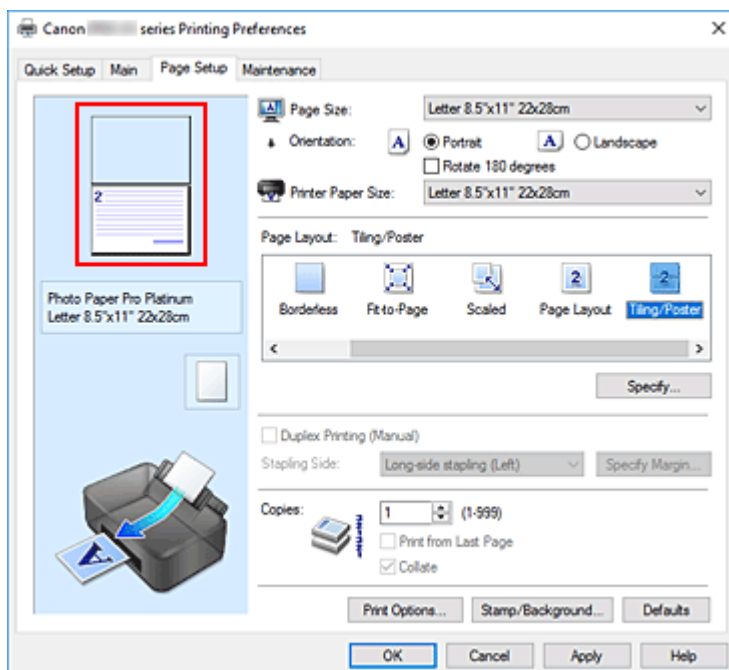 Canon series Printing Preferences
Quick Setup Main Page Setup Maintenance
2
Photo Paper Pro Platinum
Letter 8.5"x11" 22x28cm
A
Page Size: Letter 8.5"x11" 22x28cm
Orientation: A Portrait A Landscape
Rotate 180 degrees
Printer Paper Size: Letter 8.5"x11" 22x28cm
Page Layout: Tiling/Poster
2 2
Borderless Fit-to-Page Scaled Page Layout Tiling/Poster
Specify...
Duplex Printing (Manual)
Stapling Side: Long-side stapling (Left) Specify Margin...
Copies: 1 (1-999)
Print from Last Page
Collate
Print Options... Stamp/Background... Defaults
OK Cancel Apply Help